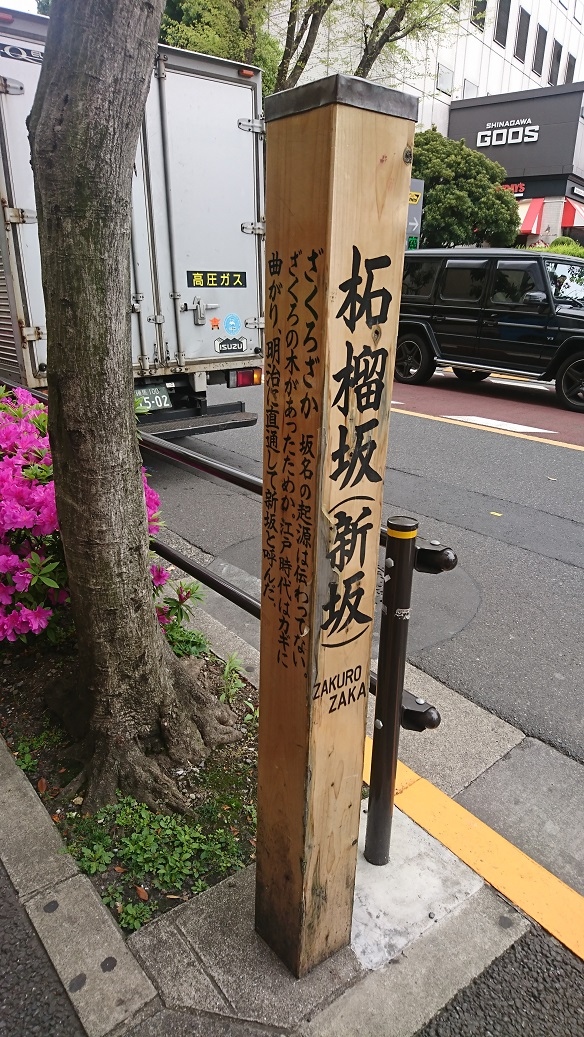 柘榴坂(新坂)
ZAKURO
ZAKA
ざくろざか 坂名の起源は伝わってない。
ざくろの木があったためか、江戸時代はカギに
曲がり、明治に直通して新坂と呼んだ。
高圧ガス
ISUZU
5-02
SHINAGAWA
GOOS